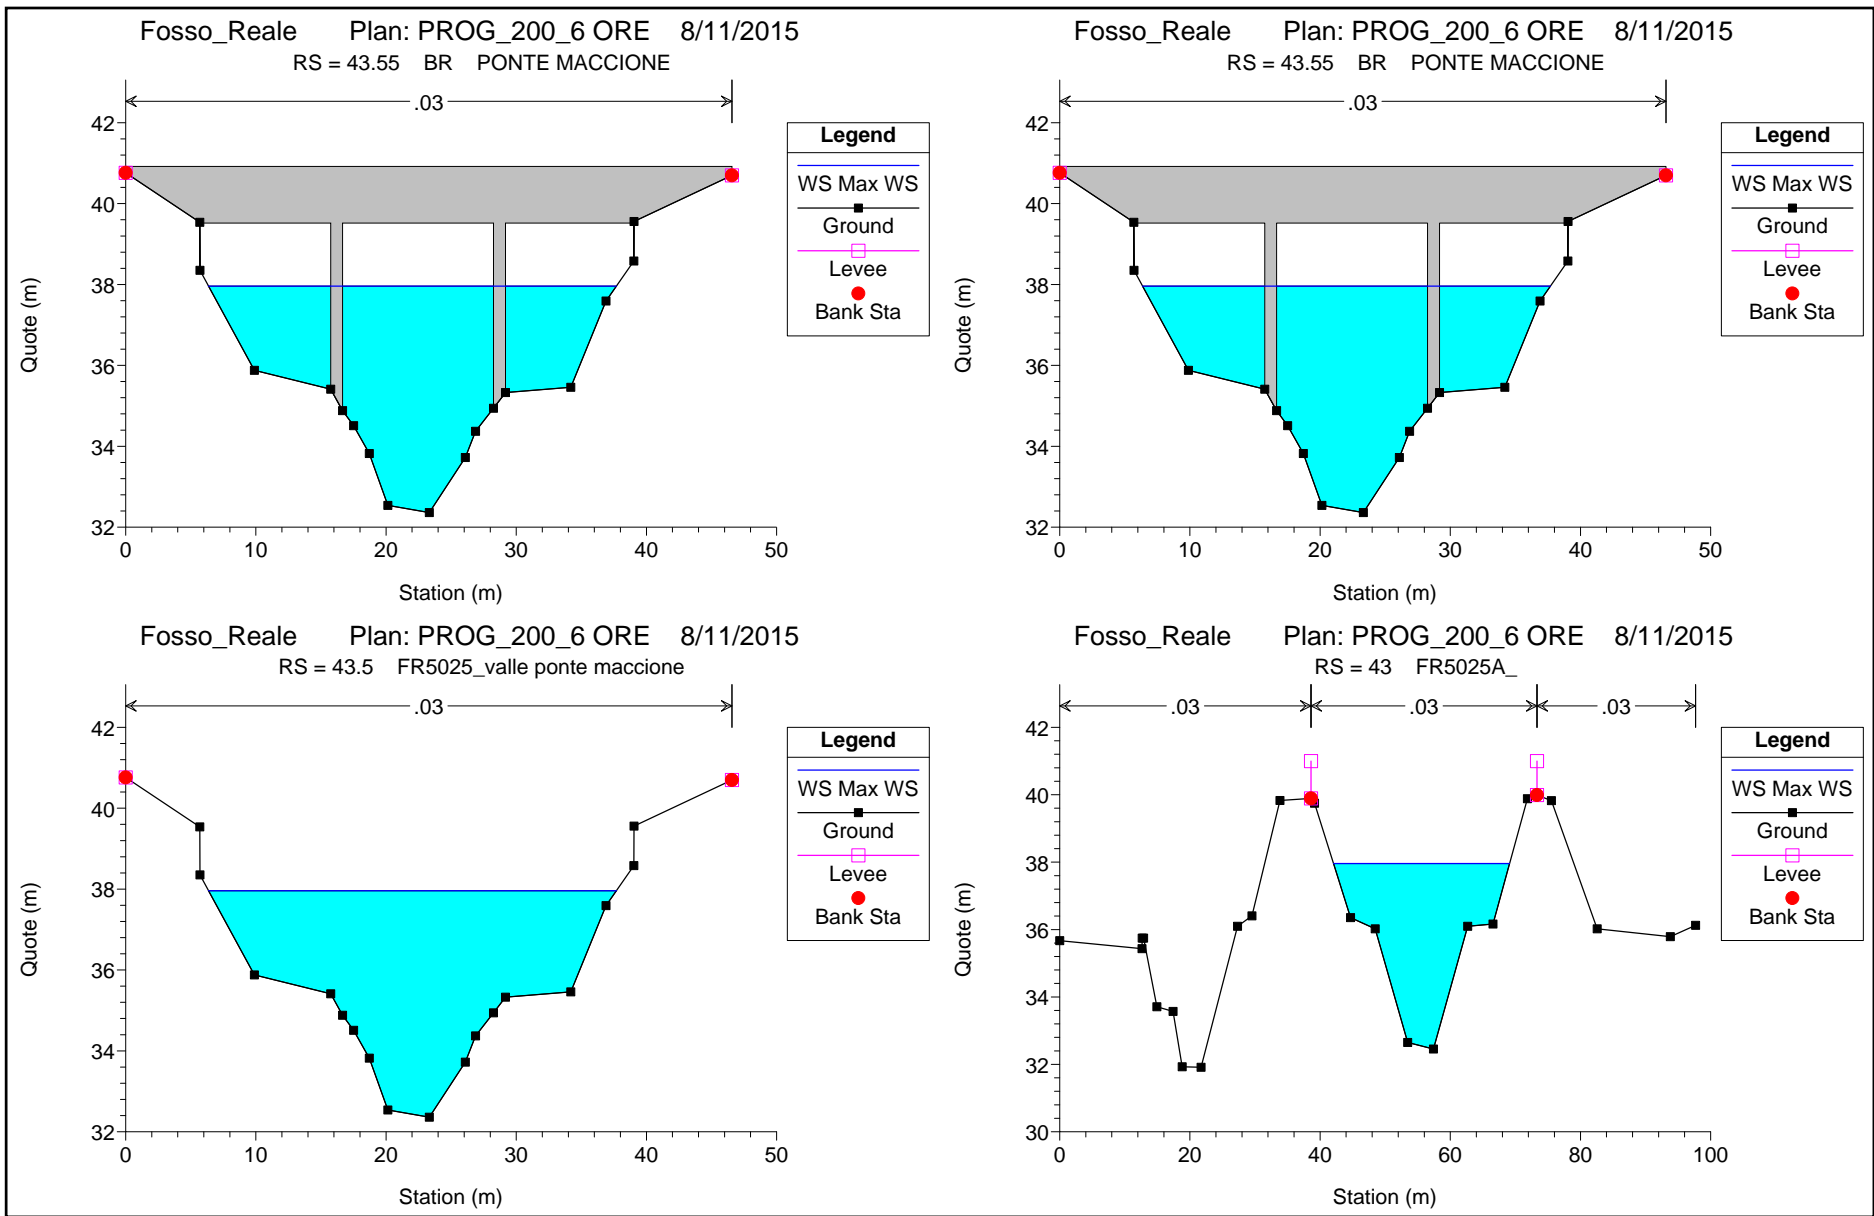 Fosso_Reale Plan: PROG_200_6 ORE 8/11/2015
RS = 43.55 BR PONTE MACCIONE
.03
42
40
38
36
34
32
0 10 20 30 40 50
Quote (m)
Station (m)
Legend
WS Max WS
Ground
Levee
Bank Sta
Fosso_Reale Plan: PROG_200_6 ORE 8/11/2015
RS = 43.55 BR PONTE MACCIONE
.03
42
40
38
36
34
32
0 10 20 30 40 50
Quote (m)
Station (m)
Legend
WS Max WS
Ground
Levee
Bank Sta
Fosso_Reale Plan: PROG_200_6 ORE 8/11/2015
RS = 43.5 FR5025_valle ponte maccione
.03
42
40
38
36
34
32
0 10 20 30 40 50
Quote (m)
Station (m)
Legend
WS Max WS
Ground
Levee
Bank Sta
Fosso_Reale Plan: PROG_200_6 ORE 8/11/2015
RS = 43 FR5025A_
.03 .03 .03
42
40
38
36
34
32
30
0 20 40 60 80 100
Quote (m)
Station (m)
Legend
WS Max WS
Ground
Levee
Bank Sta